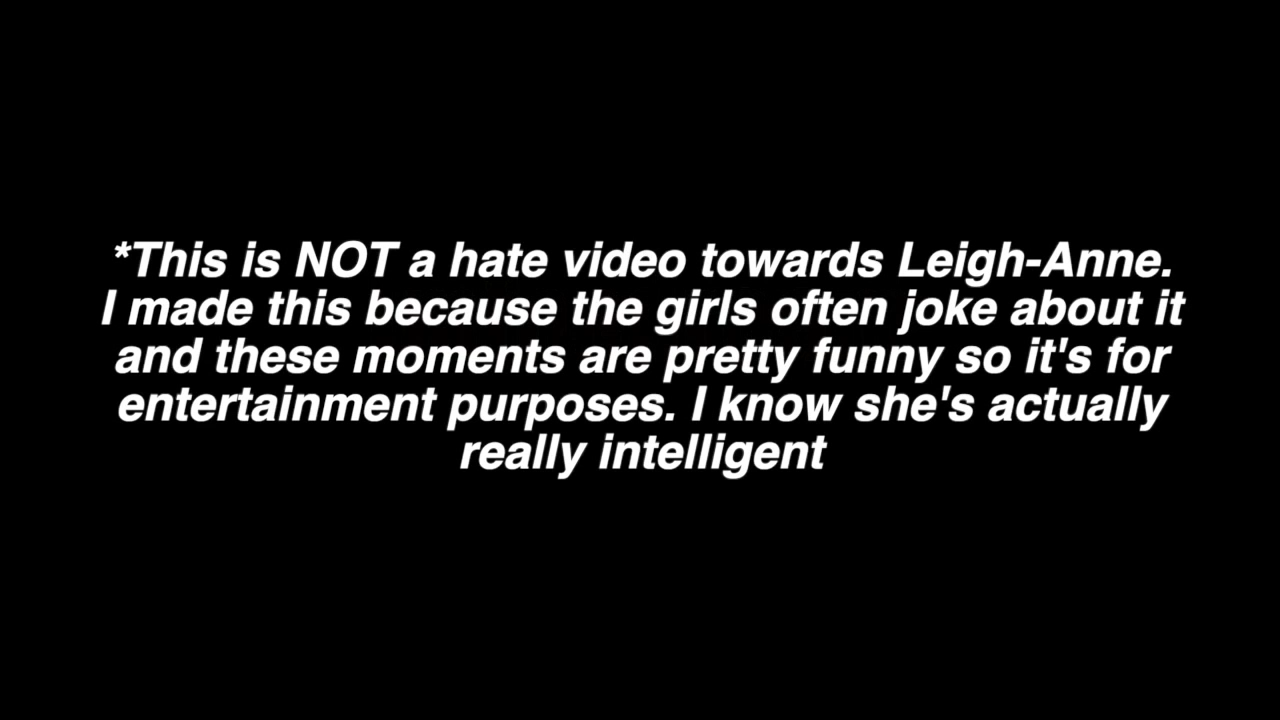 *This is NOT a hate video towards Leigh-Anne.
I made this because the girls often joke about it
and these moments are pretty funny so it's for
entertainment purposes. I know she's actually
really intelligent